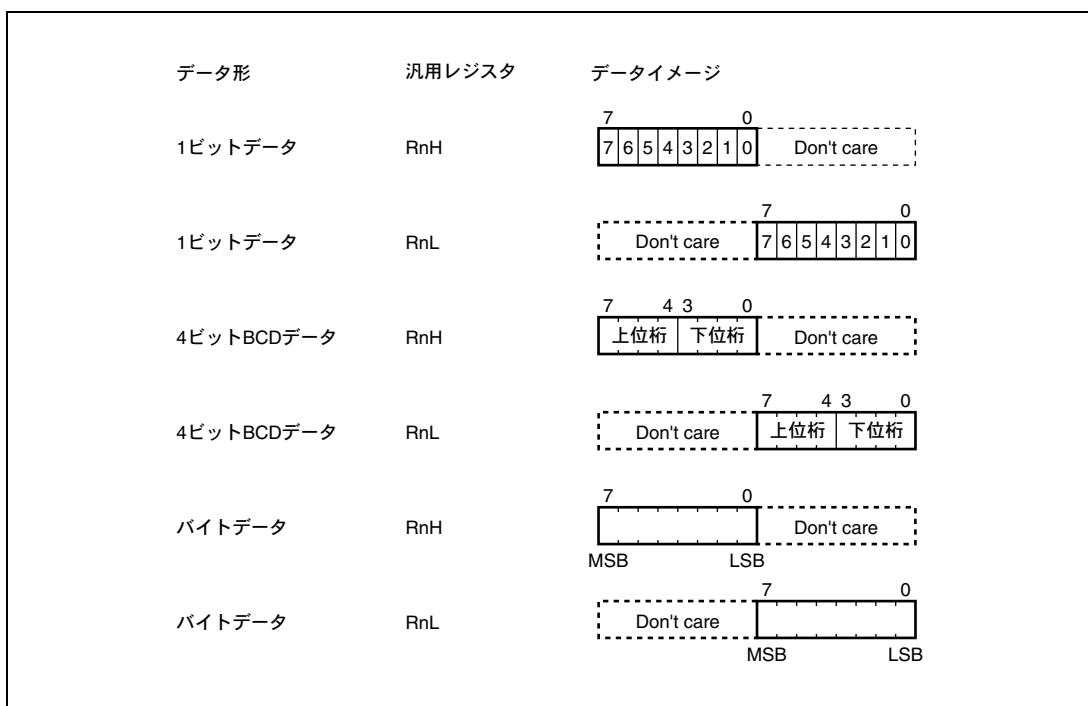 データ形 汎用レジスタ データイメージ
7 0
1ビットデータ RnH 7 6 5 4 3 2 1 0 Don't care
7 0
1ビットデータ RnL Don't care 7 6 5 4 3 2 1 0
7 4 3 0
4ビットBCDデータ RnH 上位桁 下位桁 Don't care
7 4 3 0
4ビットBCDデータ RnL Don't care 上位桁 下位桁
7 0
バイトデータ RnH Don't care
MSB LSB
7 0
バイトデータ RnL Don't care
MSB LSB